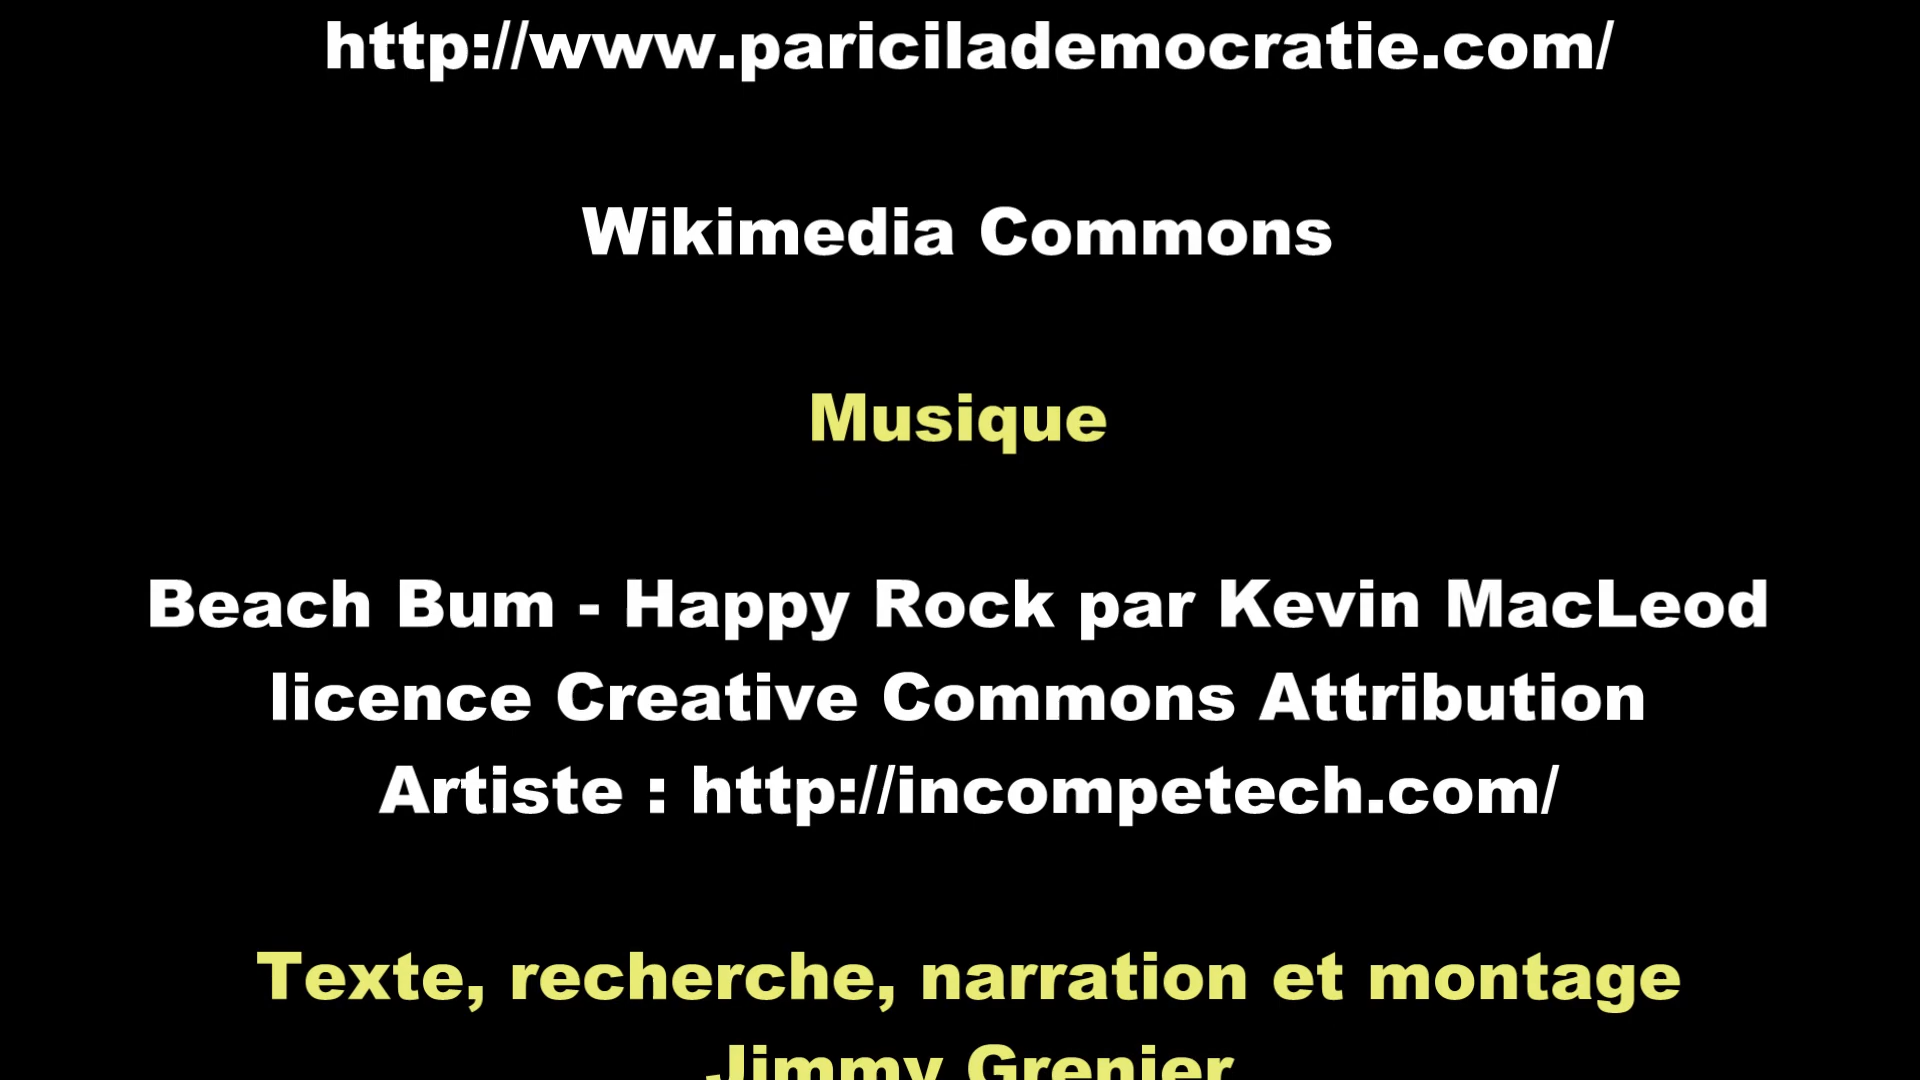 http://www.paricilademocratie.com/
Wikimedia Commons
Musique
Beach Bum - Happy Rock par Kevin MacLeod
licence Creative Commons Attribution
Artiste : http://incompetech.com/
Texte, recherche, narration et montage
Jimmy Grenier